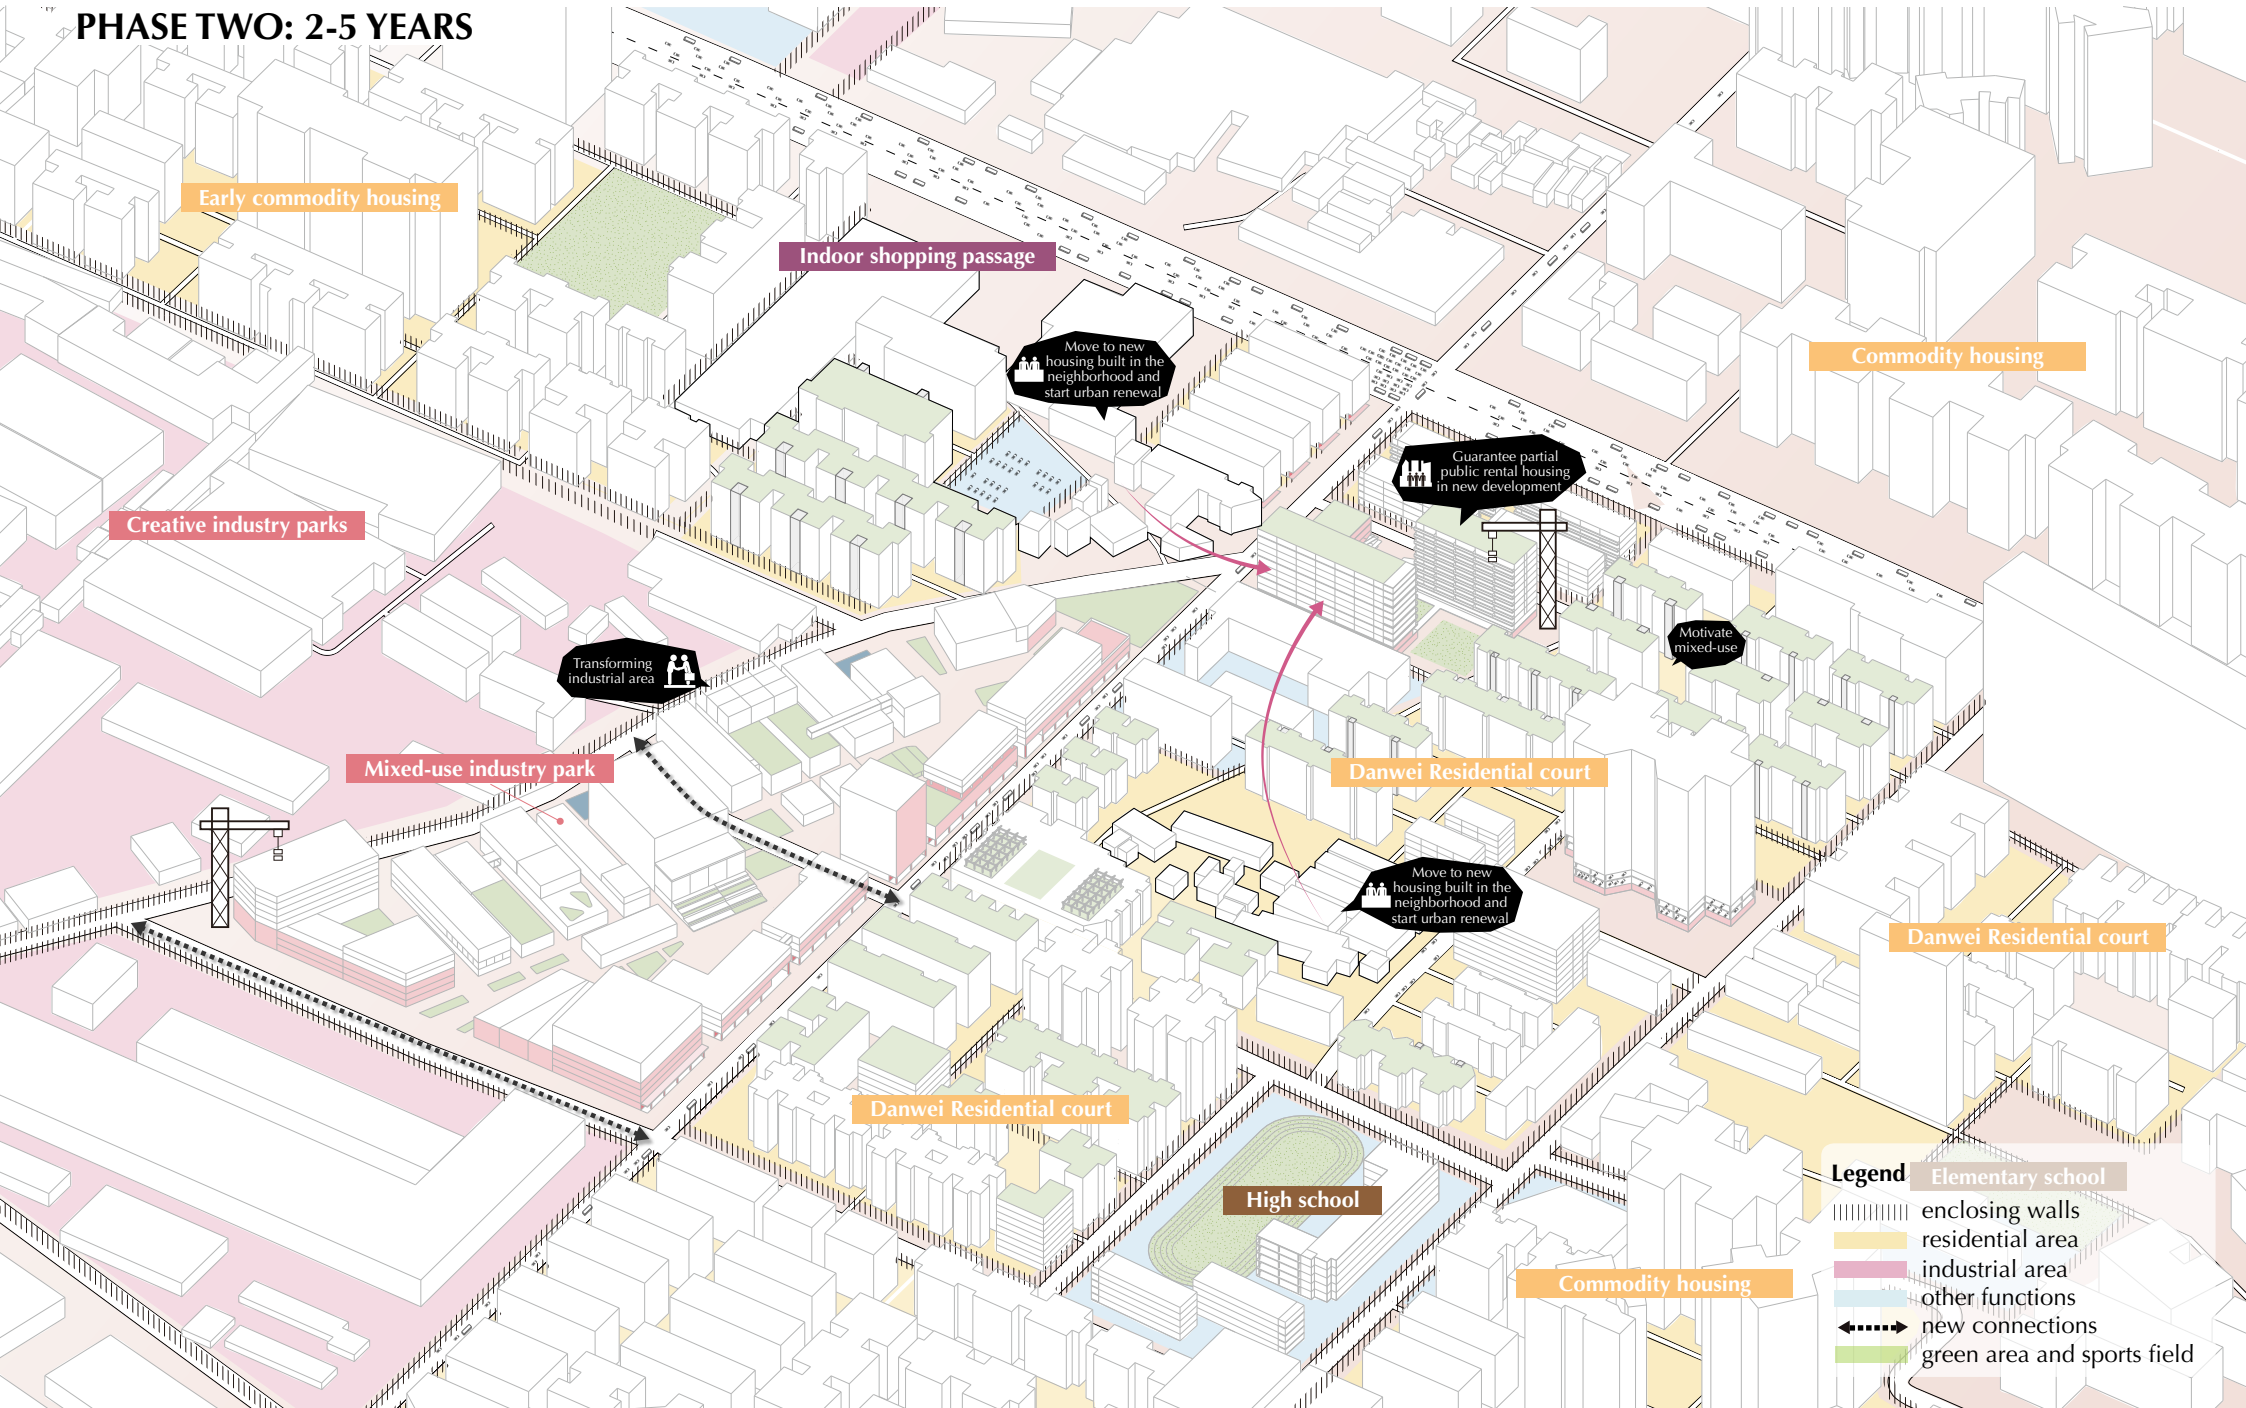 PHASE TWO: 2-5 YEARS
Early commodity housing
Indoor shopping passage
Move to new
housing built in the
neighborhood and
start urban renewal
Commodity housing
Guarantee partial
public rental housing
in new development
Creative industry parks
Motivate
mixed-use
Transforming
industrial area
Mixed-use industry park
Danwei Residential court
Move to new
housing built in the
neighborhood and
start urban renewal
Danwei Residential court
Danwei Residential court
High school
Commodity housing
Legend
Elementary school
enclosing walls
residential area
industrial area
other functions
new connections
green area and sports field